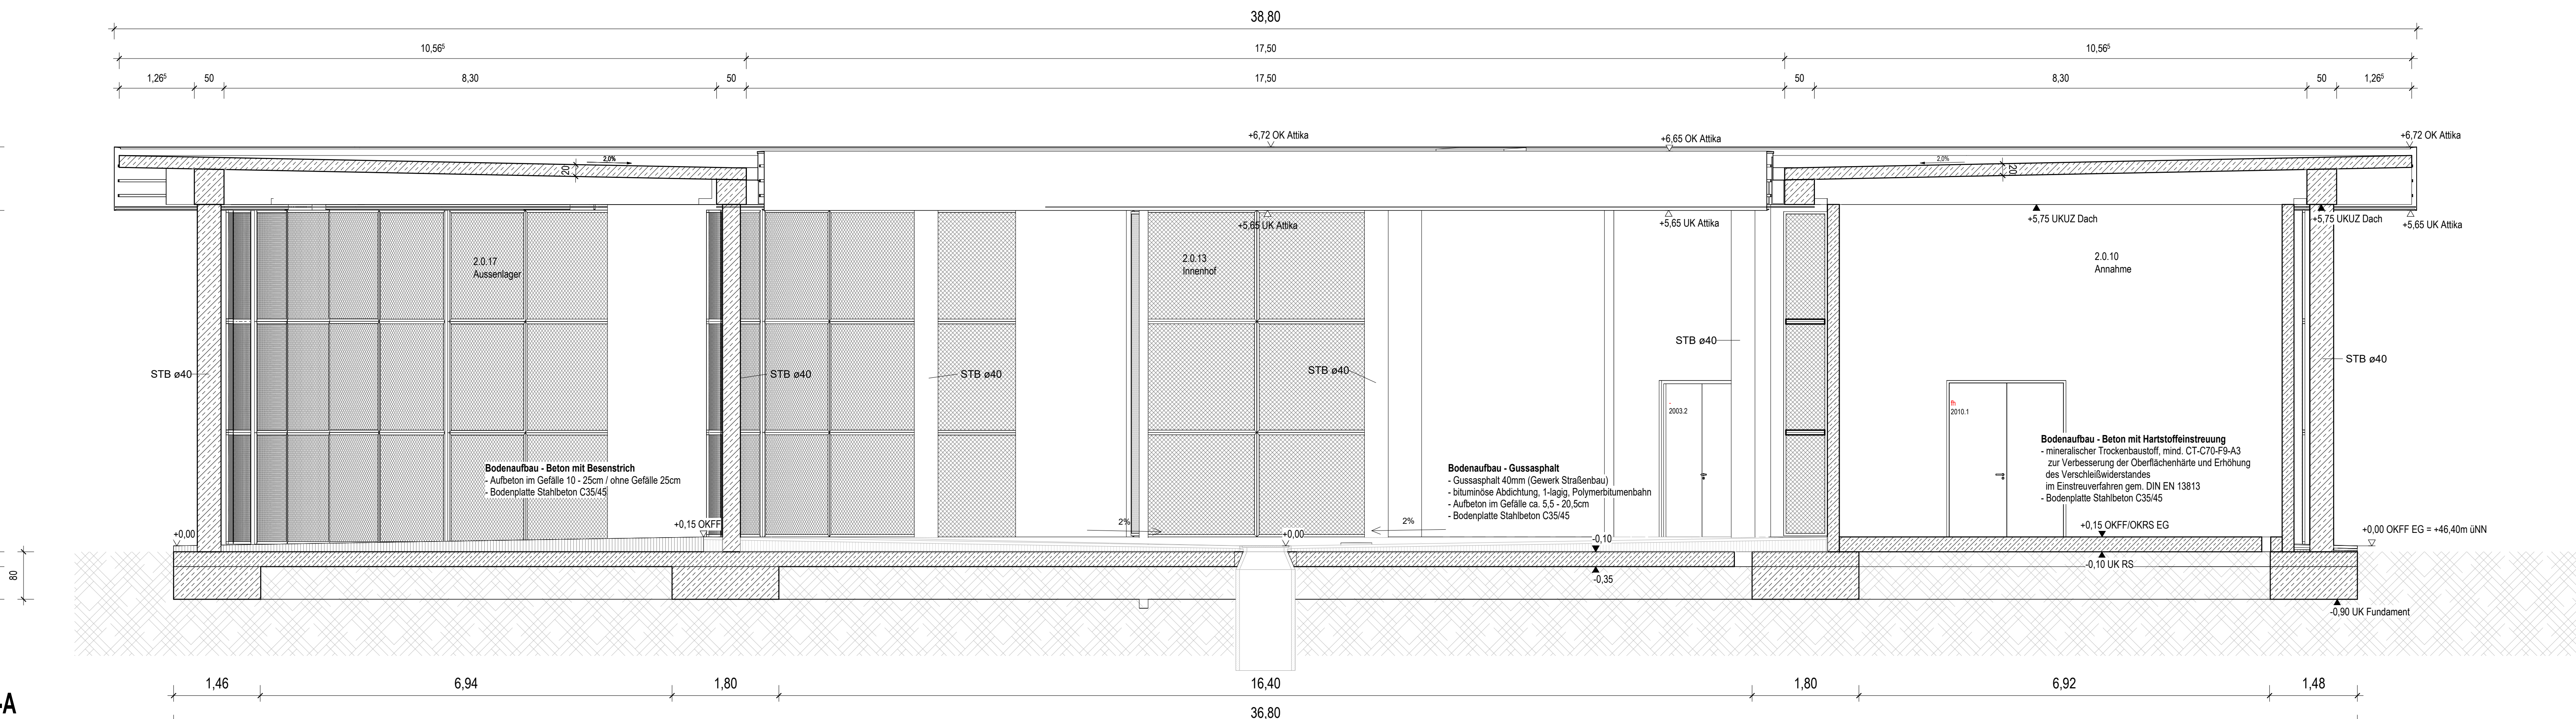 38,80
10,56⁵
17,50
10,56⁵
1,26⁵
50
8,30
50
17,50
50
8,30
50
1,26⁵
+6,72 OK Attika
+6,65 OK Attika
+6,72 OK Attika
2,0%
20
2,0%
20
+5,65 UK Attika
+5,65 UK Attika
+5,75 UKUZ Dach
+5,75 UKUZ Dach
+5,65 UK Attika
2.0.17
Aussenlager
2.0.13
Innenhof
2.0.10
Annahme
STB ø40
STB ø40
STB ø40
STB ø40
STB ø40
STB ø40
-
2003.2
fh
2010.1
Bodenaufbau - Beton mit Besenstrich
- Aufbeton im Gefälle 10 - 25cm / ohne Gefälle 25cm
- Bodenplatte Stahlbeton C35/45
Bodenaufbau - Gussasphalt
- Gussasphalt 40mm (Gewerk Straßenbau)
- bituminöse Abdichtung, 1-lagig, Polymerbitumenbahn
- Aufbeton im Gefälle ca. 5,5 - 20,5cm
- Bodenplatte Stahlbeton C35/45
Bodenaufbau - Beton mit Hartstoffeinstreuung
- mineralischer Trockenbaustoff, mind. CT-C70-F9-A3
zur Verbesserung der Oberflächenhärte und Erhöhung
des Verschleißwiderstandes
im Einstreuverfahren gem. DIN EN 13813
- Bodenplatte Stahlbeton C35/45
+0,00
+0,15 OKFF
2%
+0,00
2%
-0,10
-0,35
+0,15 OKFF/OKRS EG
-0,10 UK RS
+0,00 OKFF EG = +46,40m üNN
-0,90 UK Fundament
80
1,46
6,94
1,80
16,40
1,80
6,92
1,48
36,80
-A